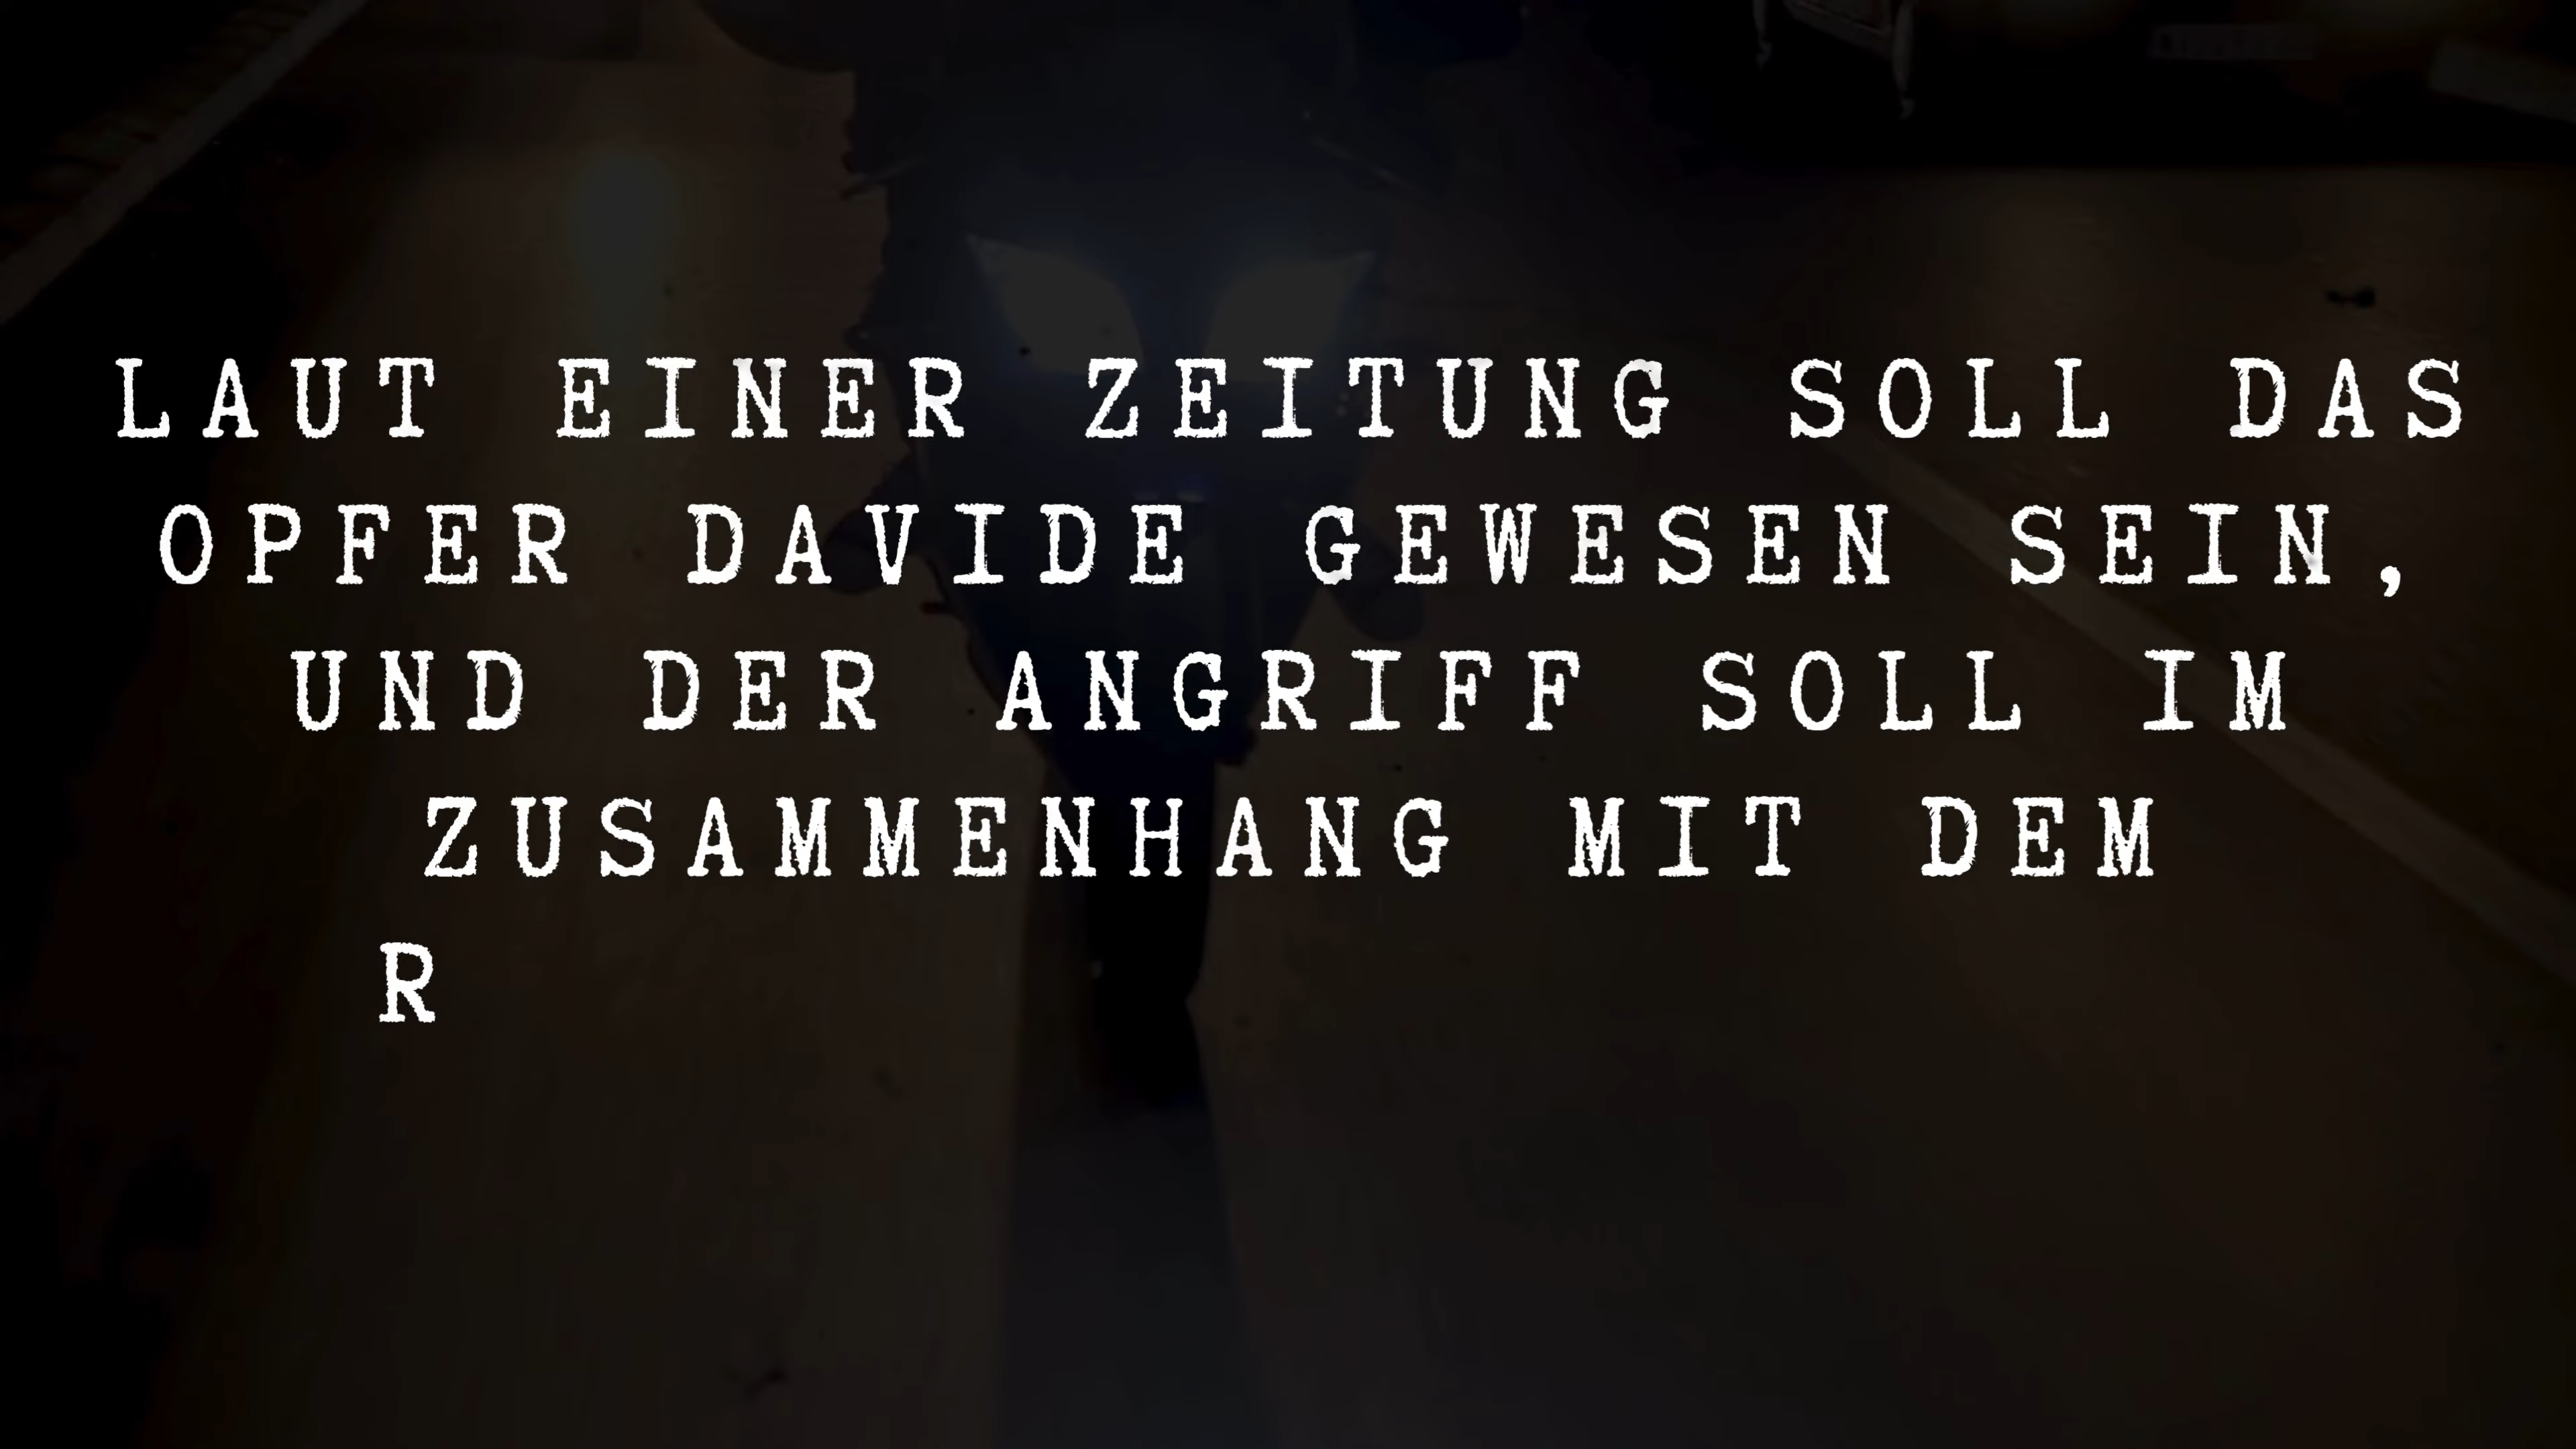 LAUT EINER ZEITUNG SOLL DAS
OPFER DAVIDE GEWESEN SEIN,
UND DER ANGRIFF SOLL IM
ZUSAMMENHANG MIT DEM
R